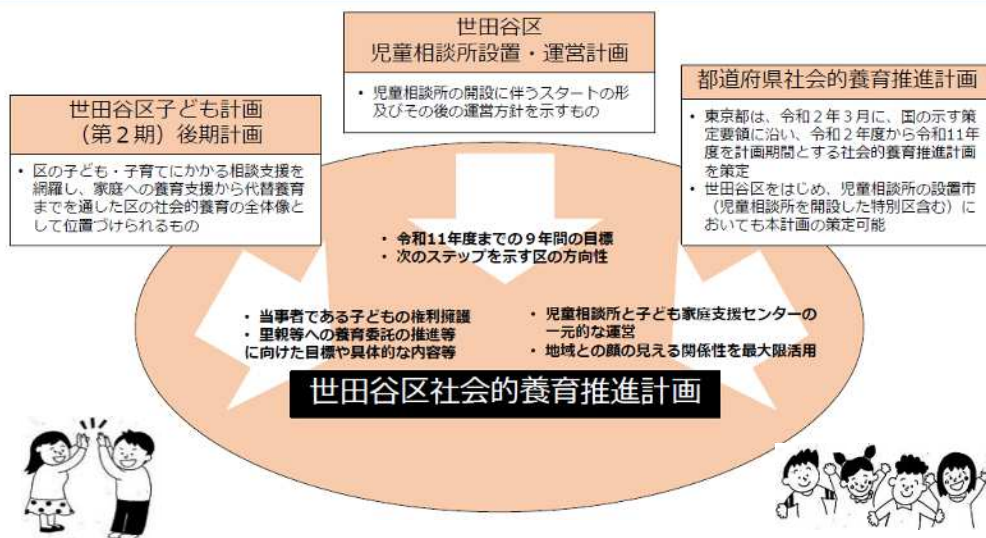 世田谷区
児童相談所設置・運営計画
・ 児童相談所の開設に伴うスタートの形
及びその後の運営方針を示すもの
世田谷区子ども計画
（第２期）後期計画
・ 区の子ども・子育てにかかる相談支援を
網羅し、家庭への養育支援から代替養育
までを通した区の社会的養育の全体像と
して位置づけられるもの
都道府県社会的養育推進計画
・ 東京都は、令和２年３月に、国の示す策
定要領に沿い、令和２年度から令和11年
度を計画期間とする社会的養育推進計画
を策定
・ 世田谷区をはじめ、児童相談所の設置市
（児童相談所を開設した特別区含む）に
おいても本計画の策定可能
・ 令和11年度までの９年間の目標
・ 次のステップを示す区の方向性
・ 当事者である子どもの権利擁護
・ 里親等への養育委託の推進等
に向けた目標や具体的な内容等
・ 児童相談所と子ども家庭支援センターの
一元的な運営
・ 地域との顔の見える関係性を最大限活用
世田谷区社会的養育推進計画